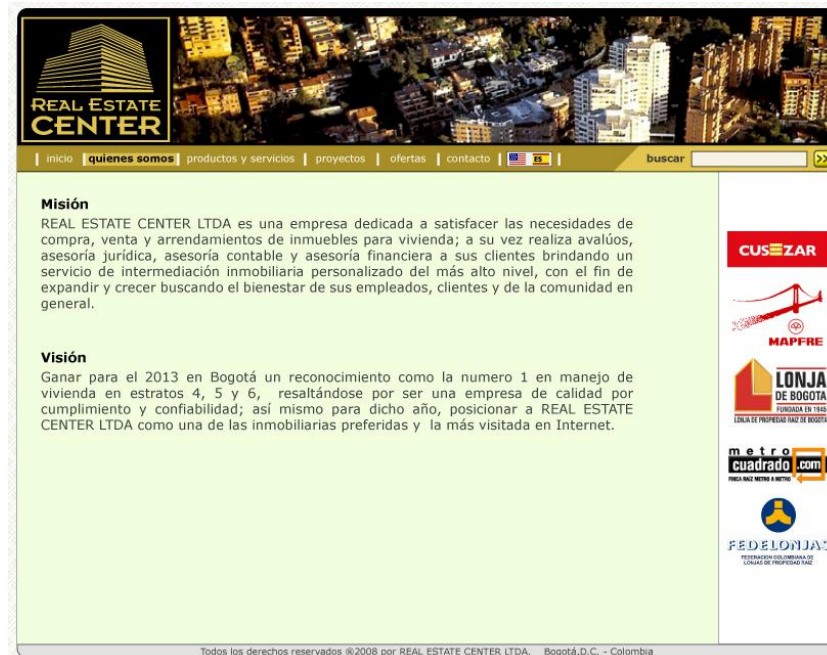 REAL ESTATE
CENTER
inicio | quienes somos | productos y servicios | proyectos | ofertas | contacto | ES | buscar >>
Misión
REAL ESTATE CENTER LTDA es una empresa dedicada a satisfacer las necesidades de
compra, venta y arrendamientos de inmuebles para vivienda; a su vez realiza avalúos,
asesoría jurídica, asesoría contable y asesoría financiera a sus clientes brindando un
servicio de intermediación inmobiliaria personalizado del más alto nivel, con el fin de
expandir y crecer buscando el bienestar de sus empleados, clientes y de la comunidad en
general.
Visión
Ganar para el 2013 en Bogotá un reconocimiento como la numero 1 en manejo de
vivienda en estratos 4, 5 y 6, resaltándose por ser una empresa de calidad por
cumplimiento y confiabilidad; así mismo para dicho año, posicionar a REAL ESTATE
CENTER LTDA como una de las inmobiliarias preferidas y la más visitada en Internet.
CUSEZAR
MAPFRE
LONJA
DE BOGOTA
FUNDADA EN 1945
LONJA DE PROPIEDAD RAIZ DE BOGOTA
metro
cuadrado.com
FINCA RAIZ METRO A METRO
FEDELONJAS
FEDERACION COLOMBIANA DE
LONJAS DE PROPIEDAD RAIZ
Todos los derechos reservados ®2008 por REAL ESTATE CENTER LTDA. Bogotá,D.C. - Colombia